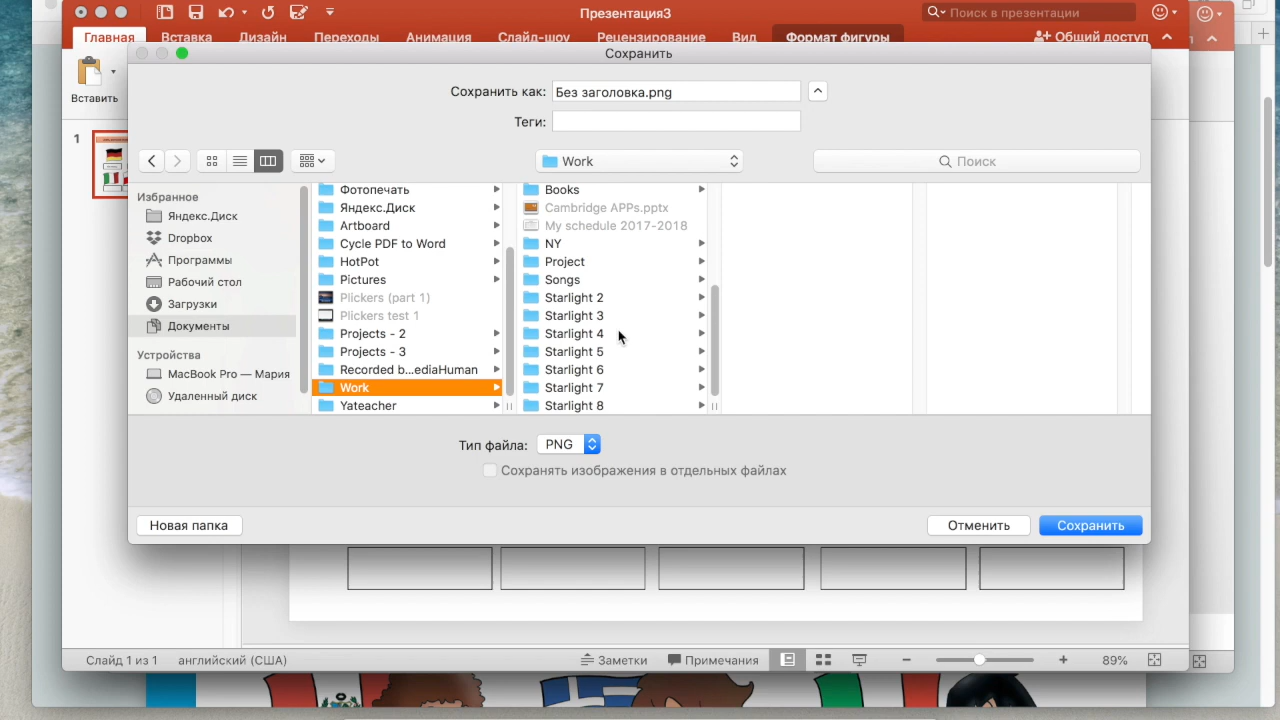 Презентация3
Поиск в презентации
Главная
Вставка
Дизайн
Переходы
Анимация
Слайд-шоу
Рецензирование
Вид
Формат фигуры
Общий доступ
Вставить
Сохранить
Сохранить как: Без заголовка.png
Теги:
Work
Поиск
Избранное
Яндекс.Диск
Dropbox
Программы
Рабочий стол
Загрузки
Документы
Устройства
MacBook Pro — Мария
Удаленный диск
Фотопечать
Яндекс.Диск
Artboard
Cycle PDF to Word
HotPot
Pictures
Plickers (part 1)
Plickers test 1
Projects - 2
Projects - 3
Recorded b...ediaHuman
Work
Yateacher
Books
Cambridge APPs.pptx
My schedule 2017-2018
NY
Project
Songs
Starlight 2
Starlight 3
Starlight 4
Starlight 5
Starlight 6
Starlight 7
Starlight 8
Тип файла: PNG
Сохранять изображения в отдельных файлах
Новая папка
Отменить
Сохранить
1
Слайд 1 из 1
английский (США)
Заметки
Примечания
89%